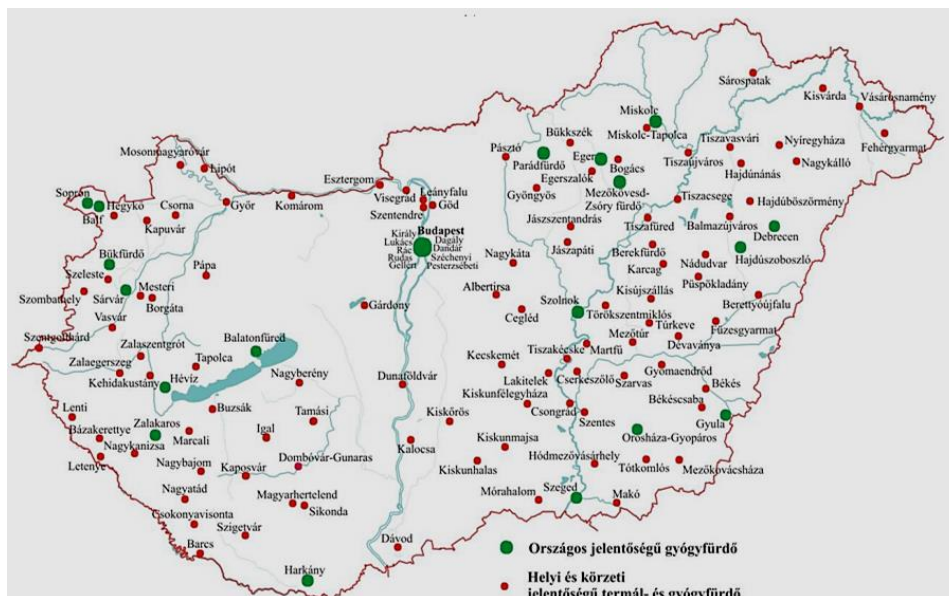 Sárospatak
Kisvárda
Vásárosnamény
Miskolc
Miskolc-Tapolca
Bükkszék
Pásztó
Parádfürdő
Eger
Bogács
Egerszalók
Mezőkövesd-
Zsóry fürdő
Gyöngyös
Tiszavasvári
Nyíregyháza
Fehérgyarmat
Tiszaújváros
Hajdúnánás
Nagykálló
Mosonmagyaróvár
Lipót
Esztergom
Visegrád
Leányfalu
Szentendre
Göd
Sopron
Balf
Hegykő
Csorna
Győr
Komárom
Kapuvár
Budapest
Király
Lukács
Rác
Rudas
Gellért
Dagály
Dandár
Széchenyi
Pesterzsébeti
Jászszentandrás
Jászapáti
Tiszacsege
Hajdúböszörmény
Tiszafüred
Balmazújváros
Debrecen
Hajdúszoboszló
Berekfürdő
Karcag
Nádudvar
Püspökladány
Nagykáta
Bükfürdő
Szeleste
Szombathely
Sárvár
Mesteri
Borgáta
Pápa
Vasvár
Gárdony
Albertirsa
Cegléd
Szolnok
Törökszentmiklós
Kisújszállás
Berettyóújfalu
Füzesgyarmat
Túrkeve
Mezőtúr
Dévaványa
Szentgotthárd
Zalaszentgrót
Zalaegerszeg
Kehidakustány
Tapolca
Hévíz
Balatonfüred
Nagyberény
Dunaföldvár
Kecskemét
Tiszakécske
Martfű
Lakitelek
Cserkeszőlő
Szarvas
Gyomaendrőd
Békés
Békéscsaba
Gyula
Kiskunfélegyháza
Csongrád
Szentes
Orosháza-Gyopáros
Lenti
Bázakerettye
Zalakaros
Nagykanizsa
Letenye
Buzsák
Marcali
Igal
Tamási
Dombóvár-Gunaras
Kaposvár
Nagybajom
Kiskőrös
Kalocsa
Kiskunmajsa
Kiskunhalas
Hódmezővásárhely
Tótkomlós
Mezőkovácsháza
Nagyatád
Csokonyavisonta
Barcs
Szigetvár
Magyarhertelend
Sikonda
Mórahalom
Szeged
Makó
Dávod
Harkány
Országos jelentőségű gyógyfürdő
Helyi és körzeti
jelentőségű termál- és gyógyfürdő